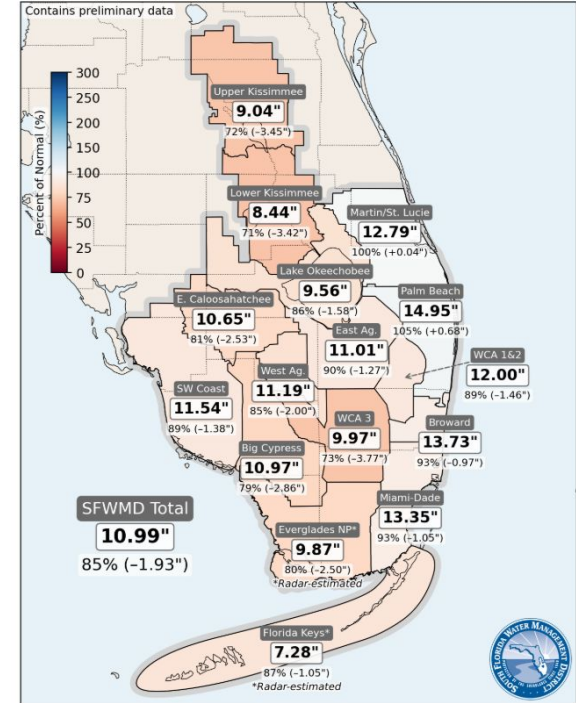 Contains preliminary data
Percent of Normal (%)
300
250
200
150
100
75
50
25
0
Upper Kissimmee
9.04"
72% (−3.45")
Lower Kissimmee
8.44"
71% (−3.42")
Martin/St. Lucie
12.79"
100% (+0.04")
Lake Okeechobee
9.56"
86% (−1.58")
Palm Beach
14.95"
105% (+0.68")
E. Caloosahatchee
10.65"
81% (−2.53")
East Ag.
11.01"
90% (−1.27")
WCA 1&2
12.00"
89% (−1.46")
West Ag.
11.19"
85% (−2.00")
SW Coast
11.54"
89% (−1.38")
WCA 3
9.97"
73% (−3.77")
Broward
13.73"
93% (−0.97")
Big Cypress
10.97"
79% (−2.86")
Miami-Dade
13.35"
93% (−1.05")
SFWMD Total
10.99"
85% (−1.93")
Everglades NP*
9.87"
80% (−2.50")
*Radar-estimated
Florida Keys*
7.28"
87% (−1.05")
*Radar-estimated
SOUTH FLORIDA WATER MANAGEMENT DISTRICT